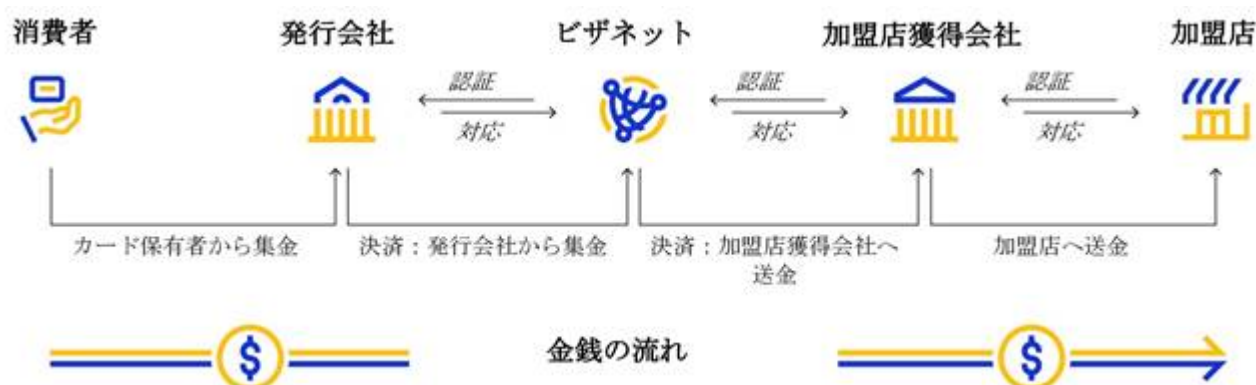 消費者 発行会社 ビザネット 加盟店獲得会社 加盟店
認証 認証 認証
対応 対応 対応
カード保有者から集金 決済：発行会社から集金 決済：加盟店獲得会社へ 加盟店へ送金
送金
$ 金銭の流れ $